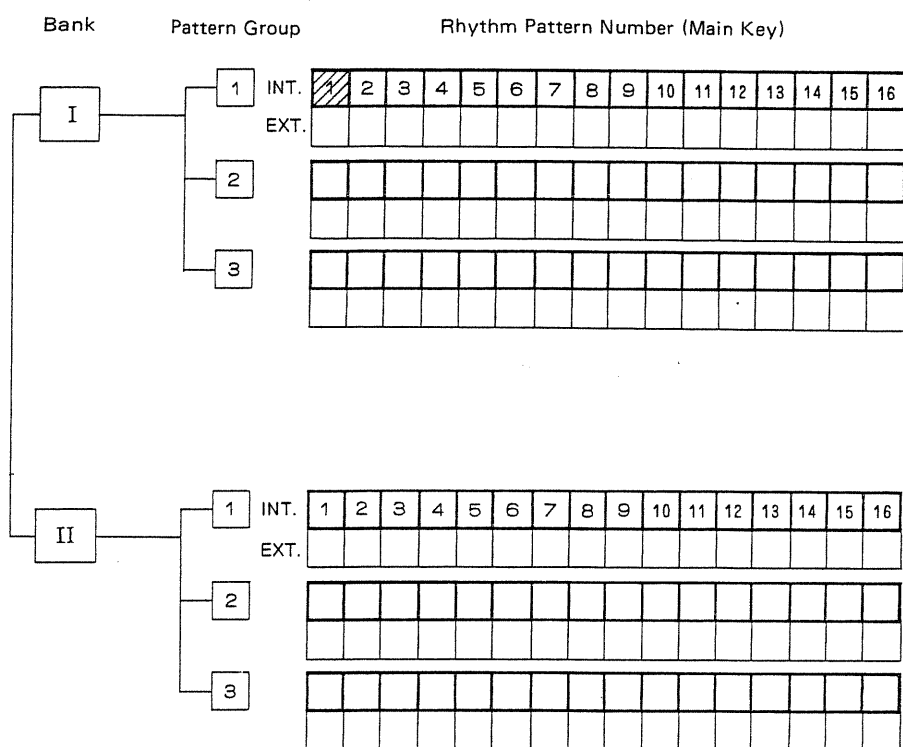 Bank Pattern Group Rhythm Pattern Number (Main Key)
1 INT. 1 2 3 4 5 6 7 8 9 10 11 12 13 14 15 16
I
EXT.
2
3
1 INT. 1 2 3 4 5 6 7 8 9 10 11 12 13 14 15 16
II
EXT.
2
3